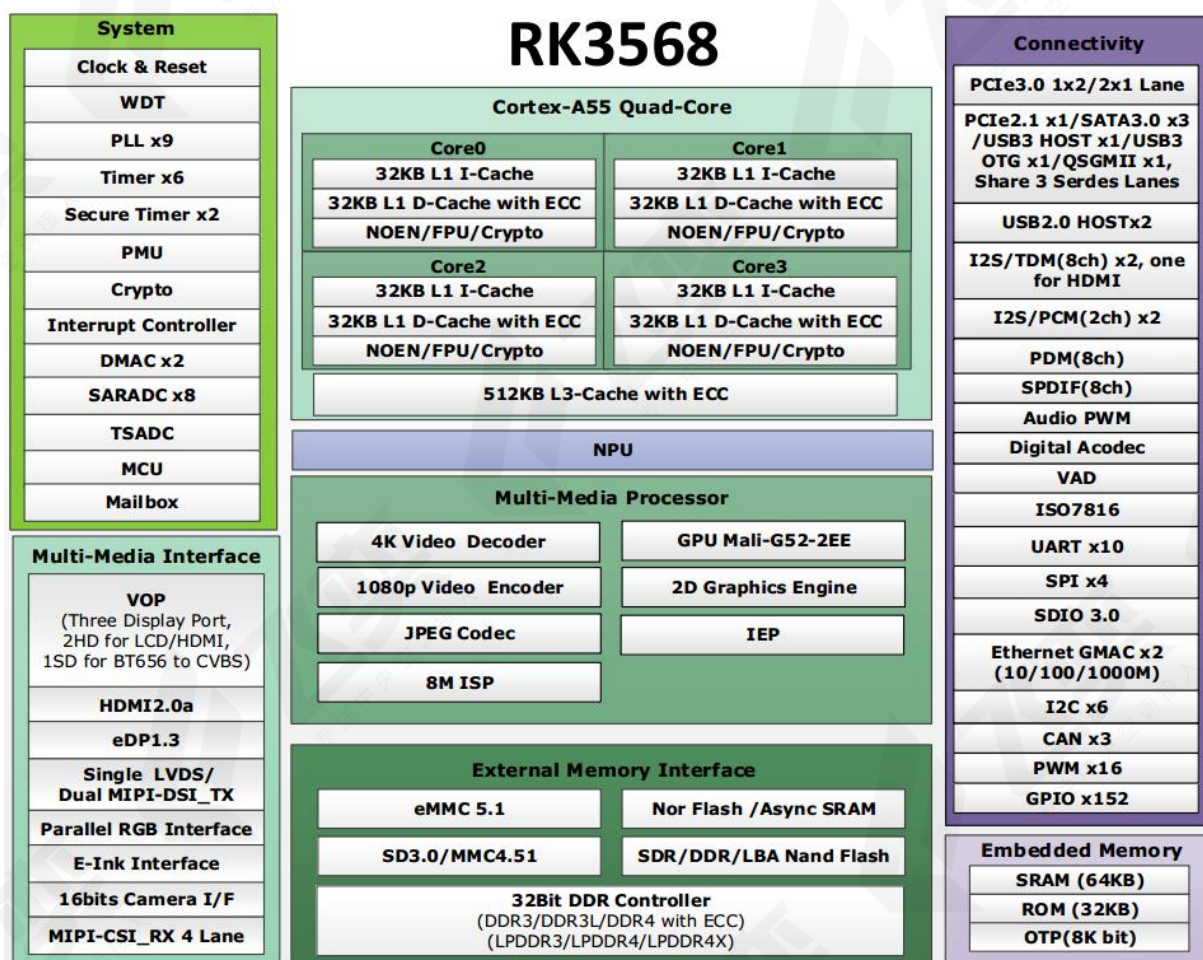 RK3568
System
Clock & Reset
WDT
PLL x9
Timer x6
Secure Timer x2
PMU
Crypto
Interrupt Controller
DMAC x2
SARADC x8
TSADC
MCU
Mailbox
Multi-Media Interface
VOP
(Three Display Port,
2HD for LCD/HDMI,
1SD for BT656 to CVBS)
HDMI2.0a
eDP1.3
Single LVDS/
Dual MIPI-DSI_TX
Parallel RGB Interface
E-Ink Interface
16bits Camera I/F
MIPI-CSI_RX 4 Lane
Cortex-A55 Quad-Core
Core0
32KB L1 I-Cache
32KB L1 D-Cache with ECC
NOEN/FPU/Crypto
Core1
32KB L1 I-Cache
32KB L1 D-Cache with ECC
NOEN/FPU/Crypto
Core2
32KB L1 I-Cache
32KB L1 D-Cache with ECC
NOEN/FPU/Crypto
Core3
32KB L1 I-Cache
32KB L1 D-Cache with ECC
NOEN/FPU/Crypto
512KB L3-Cache with ECC
NPU
Multi-Media Processor
4K Video Decoder
GPU Mali-G52-2EE
1080p Video Encoder
2D Graphics Engine
JPEG Codec
IEP
8M ISP
External Memory Interface
eMMC 5.1
Nor Flash /Async SRAM
SD3.0/MMC4.51
SDR/DDR/LBA Nand Flash
32Bit DDR Controller
(DDR3/DDR3L/DDR4 with ECC)
(LPDDR3/LPDDR4/LPDDR4X)
Connectivity
PCIe3.0 1x2/2x1 Lane
PCIe2.1 x1/SATA3.0 x3
/USB3 HOST x1/USB3
OTG x1/QSGMII x1,
Share 3 Serdes Lanes
USB2.0 HOSTx2
I2S/TDM(8ch) x2, one
for HDMI
I2S/PCM(2ch) x2
PDM(8ch)
SPDIF(8ch)
Audio PWM
Digital Acodec
VAD
ISO7816
UART x10
SPI x4
SDIO 3.0
Ethernet GMAC x2
(10/100/1000M)
I2C x6
CAN x3
PWM x16
GPIO x152
Embedded Memory
SRAM (64KB)
ROM (32KB)
OTP(8K bit)